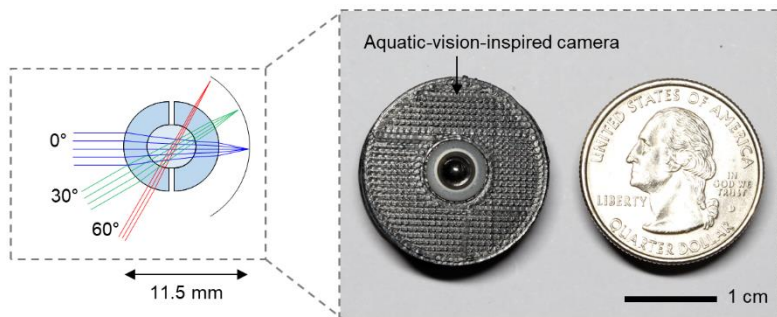 Aquatic-vision-inspired camera
0°
30°
60°
11.5 mm
UNITED STATES OF AMERICA
LIBERTY
IN
GOD WE
TRUST
D
QUARTER DOLLAR
1 cm